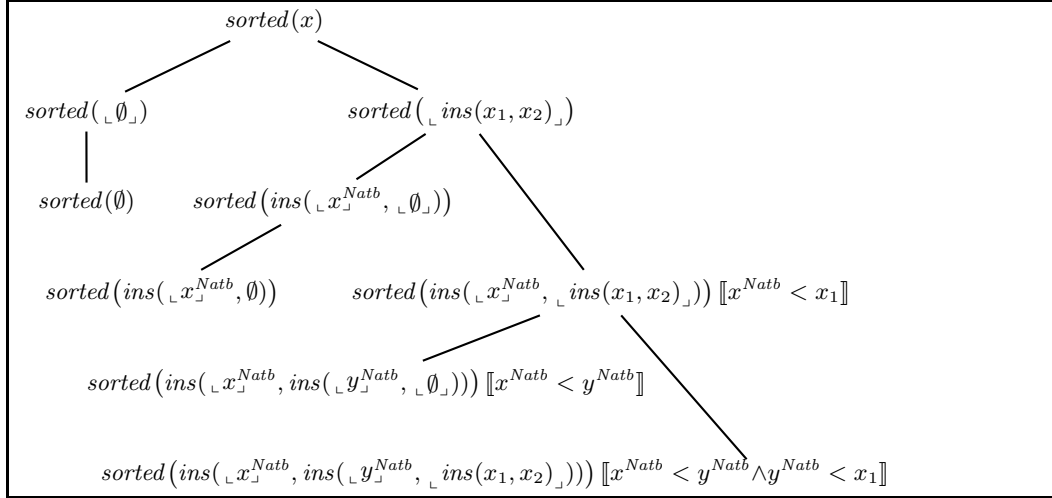 sorted(x)
sorted(⌞∅⌟) sorted(⌞ins(x₁, x₂)⌟)
sorted(∅) sorted(ins(⌞x⌟^Natb, ⌞∅⌟))
sorted(ins(⌞x⌟^Natb, ∅)) sorted(ins(⌞x⌟^Natb, ⌞ins(x₁, x₂)⌟)) ⟦x^Natb < x₁⟧
sorted(ins(⌞x⌟^Natb, ins(⌞y⌟^Natb, ⌞∅⌟))) ⟦x^Natb < y^Natb⟧
sorted(ins(⌞x⌟^Natb, ins(⌞y⌟^Natb, ⌞ins(x₁, x₂)⌟))) ⟦x^Natb < y^Natb ∧ y^Natb < x₁⟧